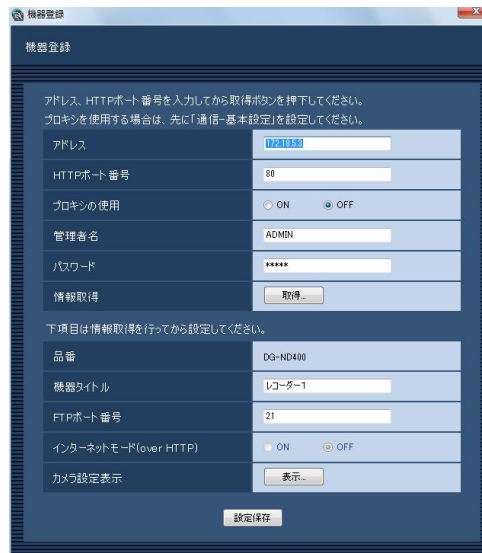 機器登録
機器登録
アドレス、HTTPポート番号を入力してから取得ボタンを押下してください。
プロキシを使用する場合は、先に「通信-基本設定」を設定してください。
アドレス 172.18.5.3
HTTPポート番号 80
プロキシの使用 ON OFF
管理者名 ADMIN
パスワード *****
情報取得 取得...
下項目は情報取得を行ってから設定してください。
品番 DG-ND400
機器タイトル レコーダー1
FTPポート番号 21
インターネットモード(over HTTP) ON OFF
カメラ設定表示 表示...
設定保存